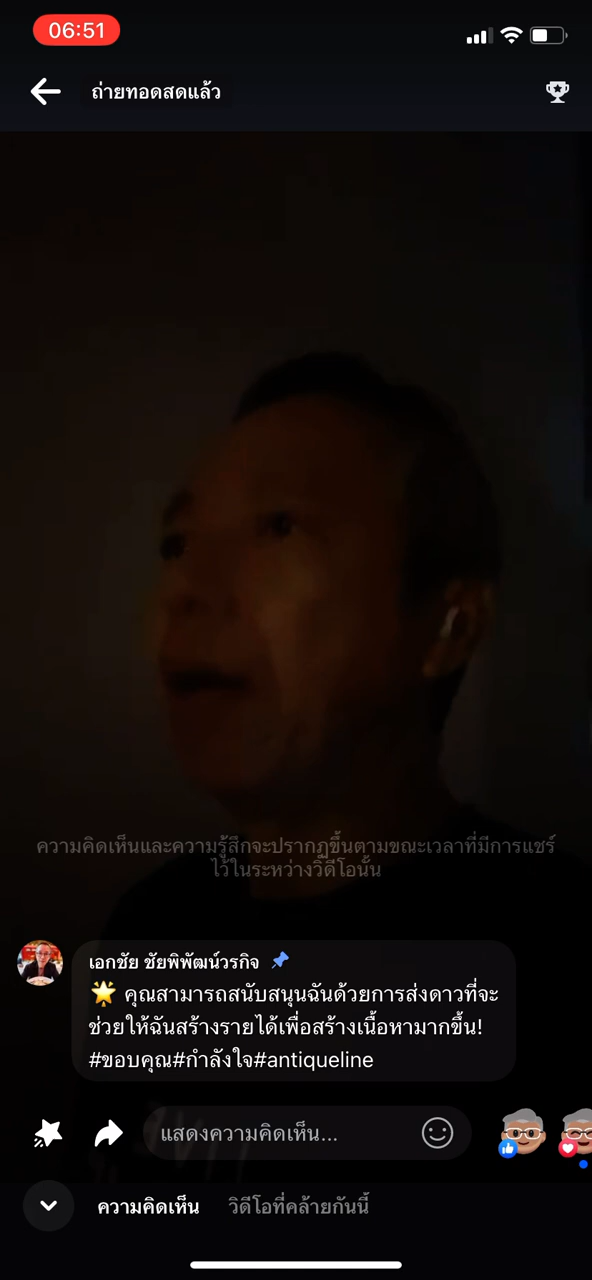 06:51
ถ่ายทอดสดแล้ว
ความคิดเห็นและความรู้สึกจะปรากฏขึ้นตามขณะเวลาที่มีการแชร์
ไว้ในระหว่างวิดีโอนั้น
เอกชัย ชัยพิพัฒน์วรกิจ
🌟 คุณสามารถสนับสนุนฉันด้วยการส่งดาวที่จะ
ช่วยให้ฉันสร้างรายได้เพื่อสร้างเนื้อหามากขึ้น!
#ขอบคุณ#กำลังใจ#antiqueline
แสดงความคิดเห็น...
ความคิดเห็น วิดีโอที่คล้ายกันนี้